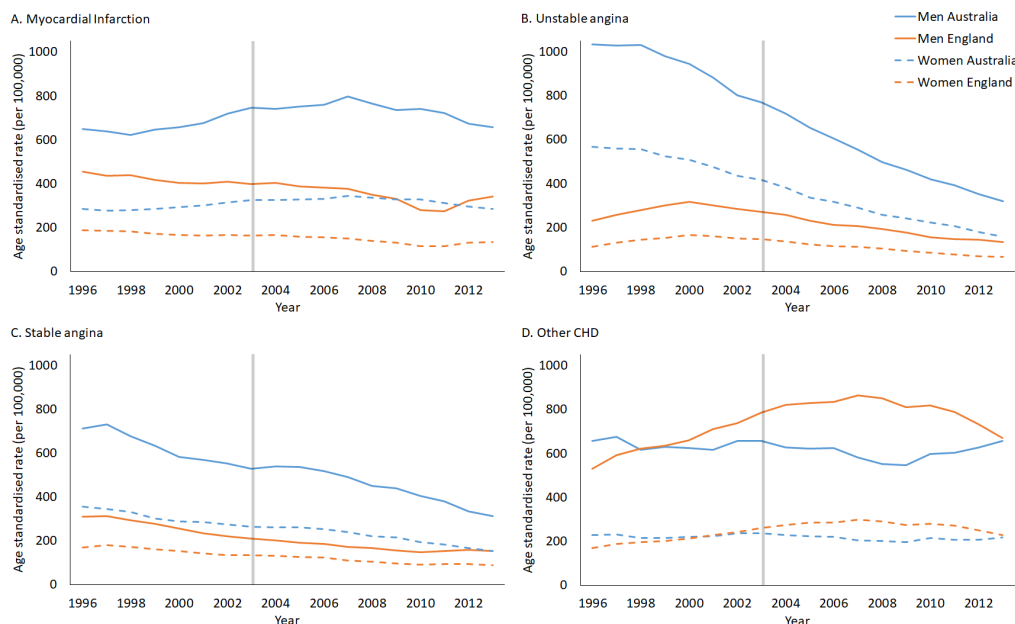 A. Myocardial Infarction
Age standardised rate (per 100,000)
1000
800
600
400
200
0
1996 1998 2000 2002 2004 2006 2008 2010 2012
Year
B. Unstable angina
Men Australia
Men England
Women Australia
Women England
Age standardised rate (per 100,000)
1000
800
600
400
200
0
1996 1998 2000 2002 2004 2006 2008 2010 2012
Year
C. Stable angina
Age standardised rate (per 100,000)
1000
800
600
400
200
0
1996 1998 2000 2002 2004 2006 2008 2010 2012
Year
D. Other CHD
Age standardised rate (per 100,000)
1000
800
600
400
200
0
1996 1998 2000 2002 2004 2006 2008 2010 2012
Year